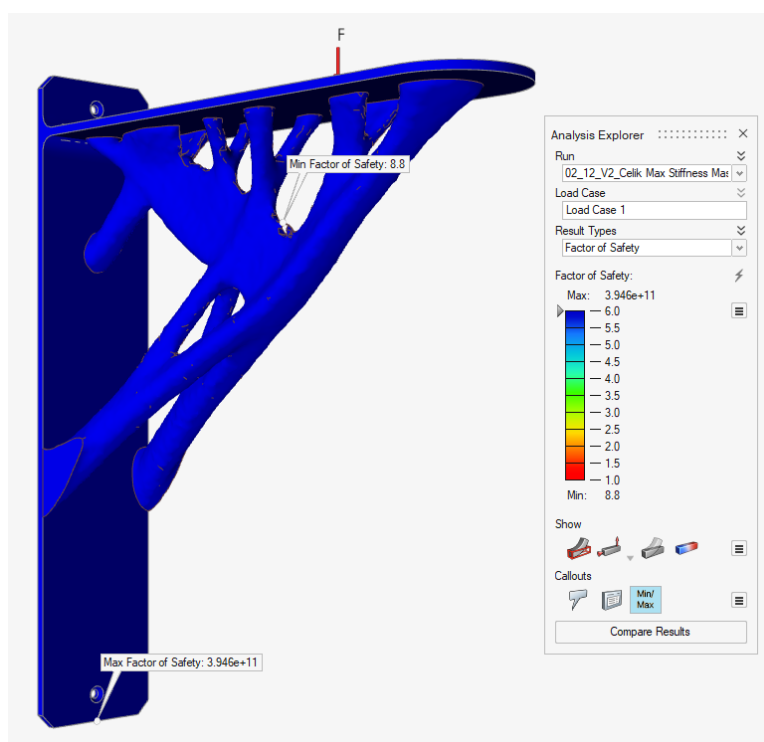 F
Min Factor of Safety: 8.8
Max Factor of Safety: 3.946e+11
Analysis Explorer
Run
02_12_V2_Celik Max Stiffness Mas
Load Case
Load Case 1
Result Types
Factor of Safety
Factor of Safety:
Max: 3.946e+11
6.0
5.5
5.0
4.5
4.0
3.5
3.0
2.5
2.0
1.5
1.0
Min: 8.8
Show
Callouts
Min/
Max
Compare Results